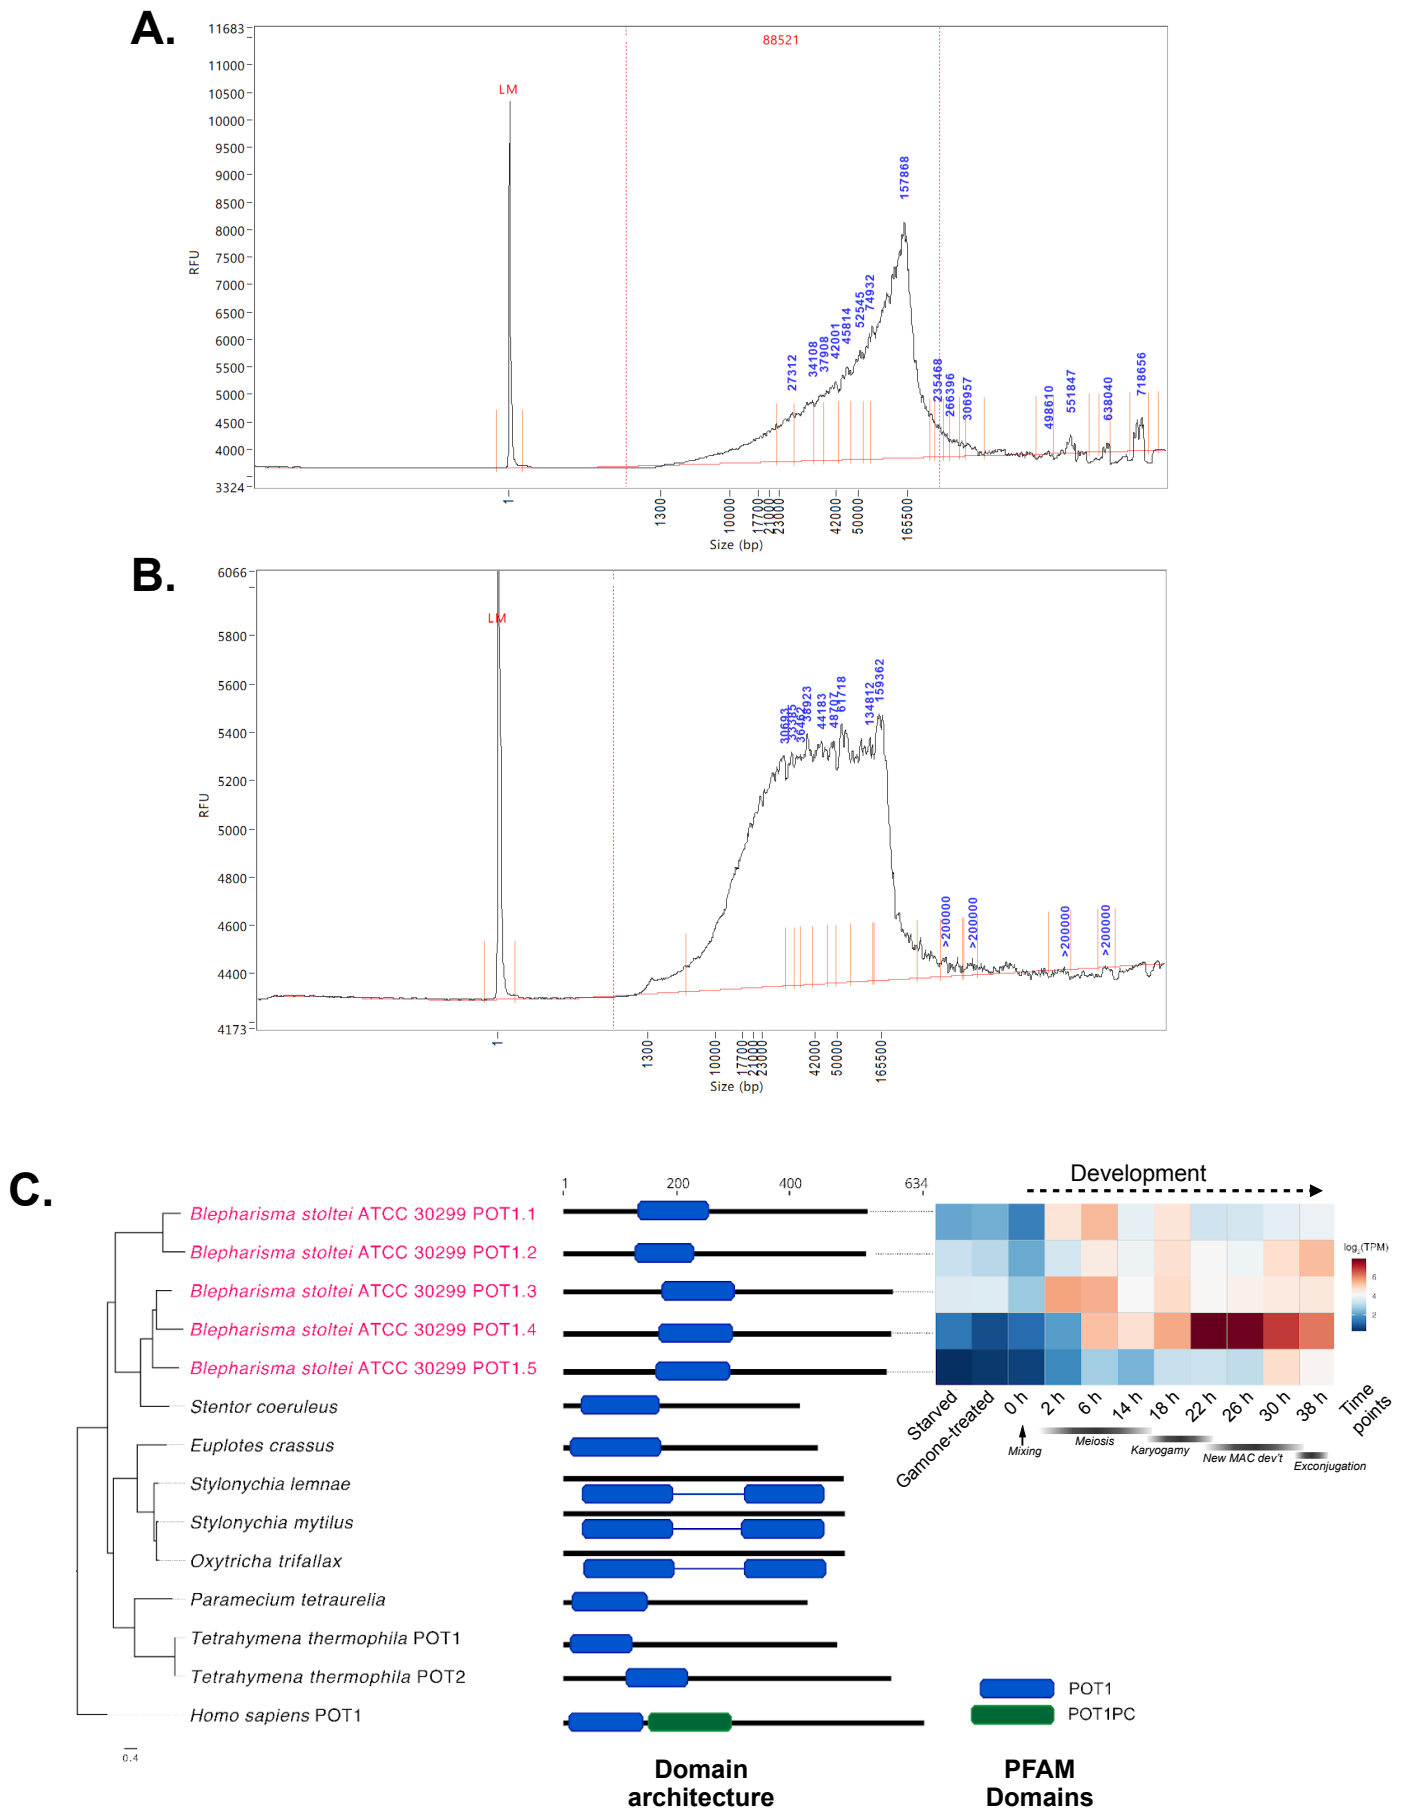 A.
11683
11000
10500
10000
9500
9000
8500
8000
7500
7000
6500
6000
5500
5000
4500
4000
3324
RFU
LM
88521
27312
34108
37908
42001
45814
52545
74932
157868
235468
266396
306957
498610
551847
638040
718656
1
1300
10000
17700
21000
23000
42000
50000
165500
Size (bp)
B.
6066
5800
5600
5400
5200
5000
4800
4600
4400
4173
RFU
LM
30693
36462
38923
44183
48707
61718
134812
159362
>200000
>200000
>200000
>200000
1
1300
10000
17700
21000
23000
42000
50000
165500
Size (bp)
C.
1 200 400 634
Development
Blepharisma stoltei ATCC 30299 POT1.1
Blepharisma stoltei ATCC 30299 POT1.2
Blepharisma stoltei ATCC 30299 POT1.3
Blepharisma stoltei ATCC 30299 POT1.4
Blepharisma stoltei ATCC 30299 POT1.5
Stentor coeruleus
Euplotes crassus
Stylonychia lemnae
Stylonychia mytilus
Oxytricha trifallax
Paramecium tetraurelia
Tetrahymena thermophila POT1
Tetrahymena thermophila POT2
Homo sapiens POT1
0.4
log2(TPM)
6
4
2
Starved
Gamone-treated
0 h
2 h
6 h
14 h
18 h
22 h
26 h
30 h
38 h
Time
points
Mixing
Meiosis
Karyogamy
New MAC dev't
Exconjugation
POT1
POT1PC
Domain
architecture
PFAM
Domains